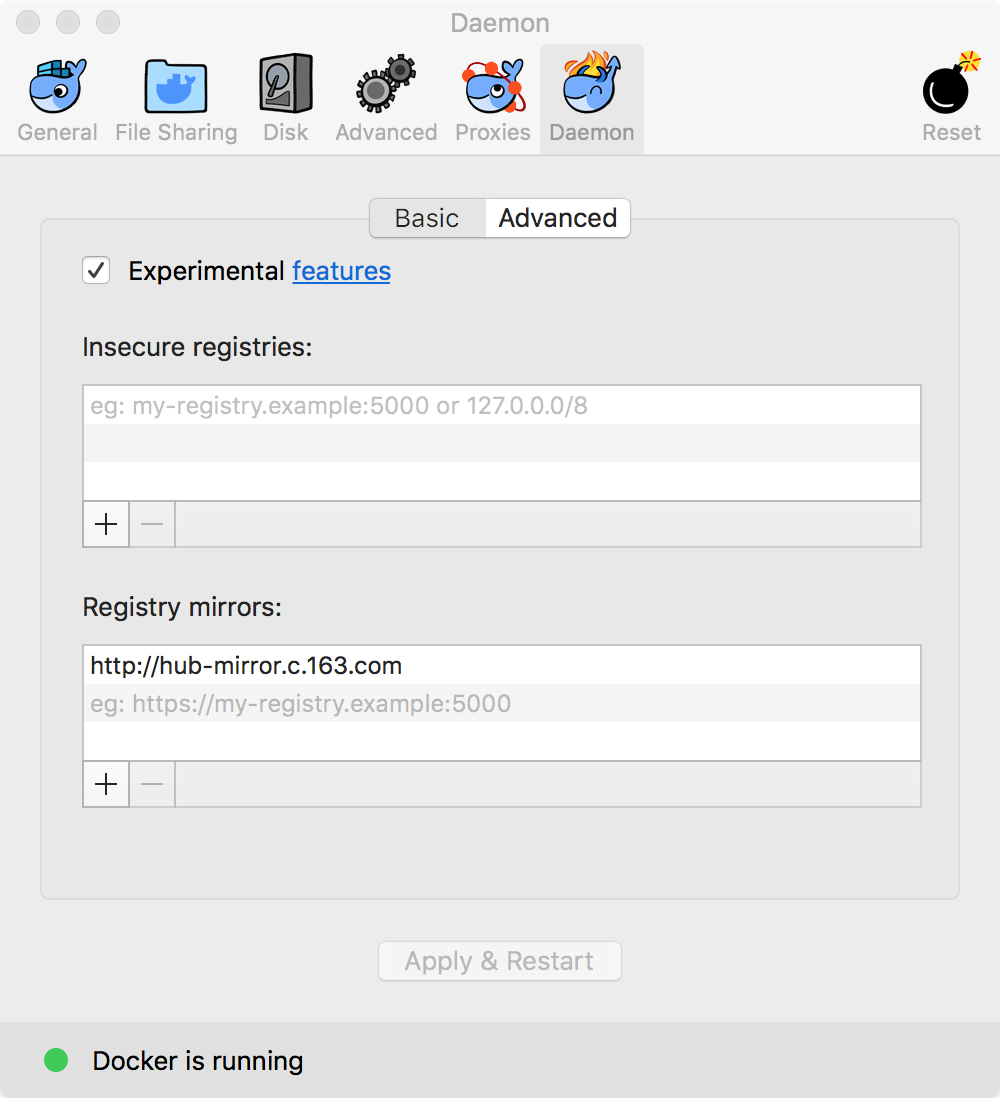 Daemon
General File Sharing Disk Advanced Proxies Daemon Reset
Basic Advanced
Experimental features
Insecure registries:
eg: my-registry.example:5000 or 127.0.0.0/8
Registry mirrors:
http://hub-mirror.c.163.com
eg: https://my-registry.example:5000
Apply & Restart
Docker is running